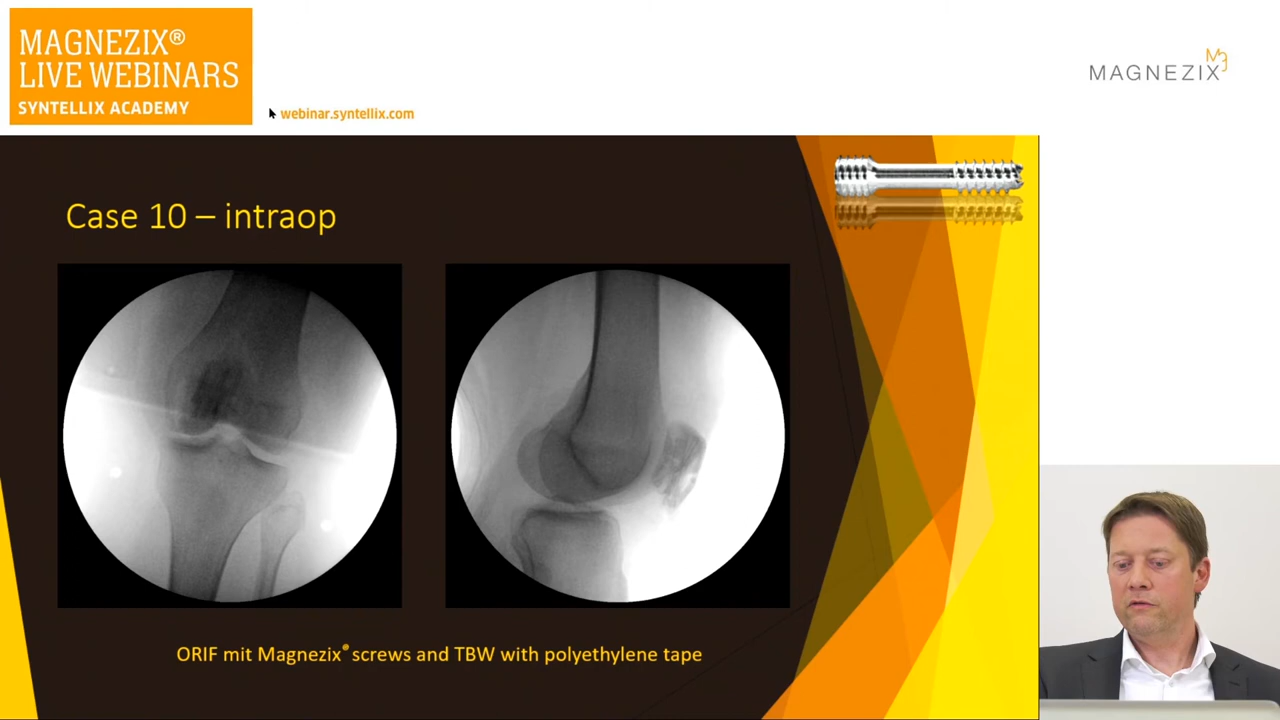 MAGNEZIX®
LIVE WEBINARS
SYNTELLIX ACADEMY
webinar.syntellix.com
MAGNEZIX
Case 10 – intraop
ORIF mit Magnezix® screws and TBW with polyethylene tape